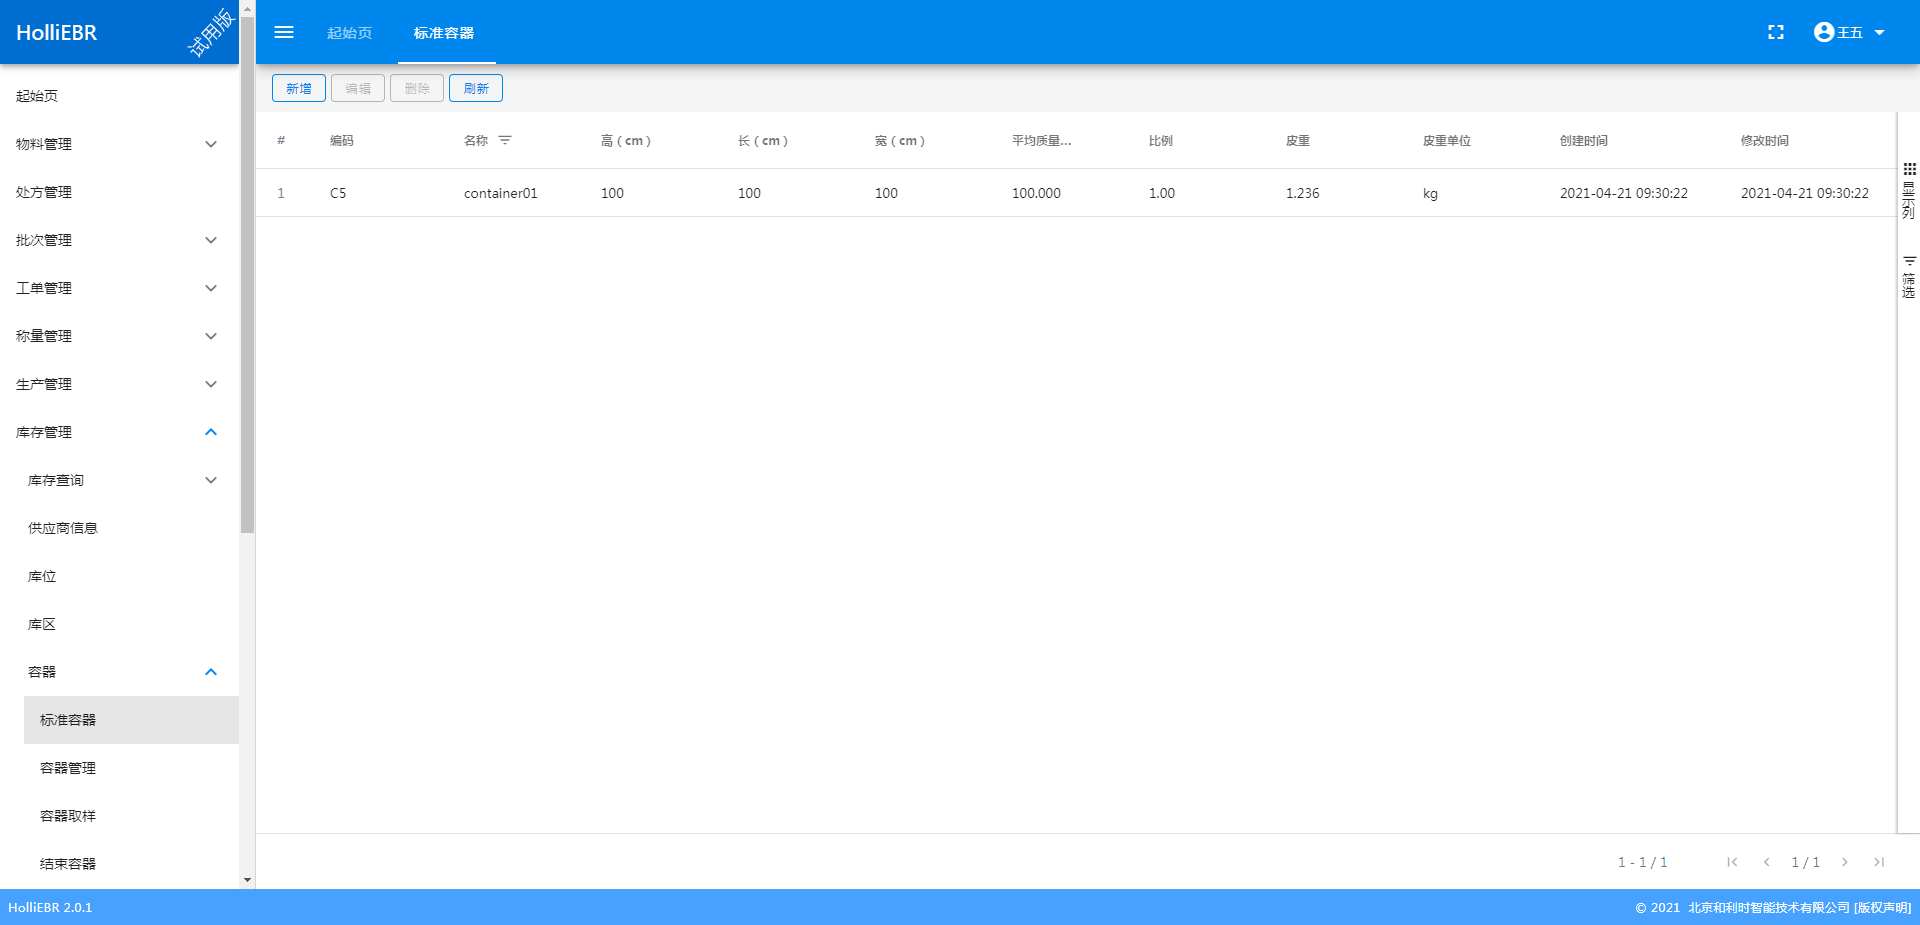 HolliEBR
试用版
起始页
标准容器
王五
起始页
物料管理
处方管理
批次管理
工单管理
称量管理
生产管理
库存管理
库存查询
供应商信息
库位
库区
容器
标准容器
容器管理
容器取样
结束容器
新增 编辑 删除 刷新
# 编码 名称 高（cm） 长（cm） 宽（cm） 平均质量... 比例 皮重 皮重单位 创建时间 修改时间
1 C5 container01 100 100 100 100.000 1.00 1.236 kg 2021-04-21 09:30:22 2021-04-21 09:30:22
显示列
筛选
1 - 1 / 1
1 / 1
HolliEBR 2.0.1
© 2021 北京和利时智能技术有限公司 [版权声明]